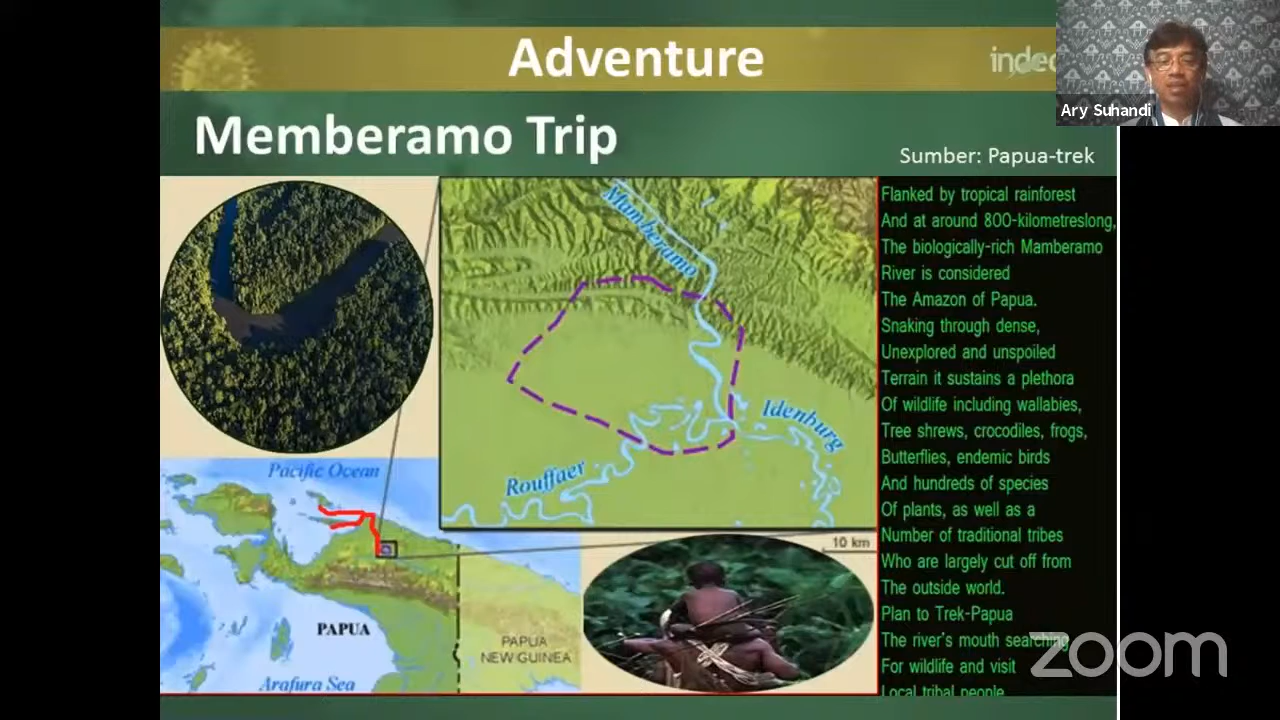 Adventure
Ary Suhandi
Memberamo Trip
Sumber: Papua-trek
Mamberamo
Idenburg
Rouffaer
Pacific Ocean
10 km
PAPUA
PAPUA
NEW GUINEA
Arafura Sea
Flanked by tropical rainforest
And at around 800-kilometreslong,
The biologically-rich Mamberamo
River is considered
The Amazon of Papua.
Snaking through dense,
Unexplored and unspoiled
Terrain it sustains a plethora
Of wildlife including wallabies,
Tree shrews, crocodiles, frogs,
Butterflies, endemic birds
And hundreds of species
Of plants, as well as a
Number of traditional tribes
Who are largely cut off from
The outside world.
Plan to Trek-Papua
The river's mouth searching
For wildlife and visit
Local tribal people
zoom